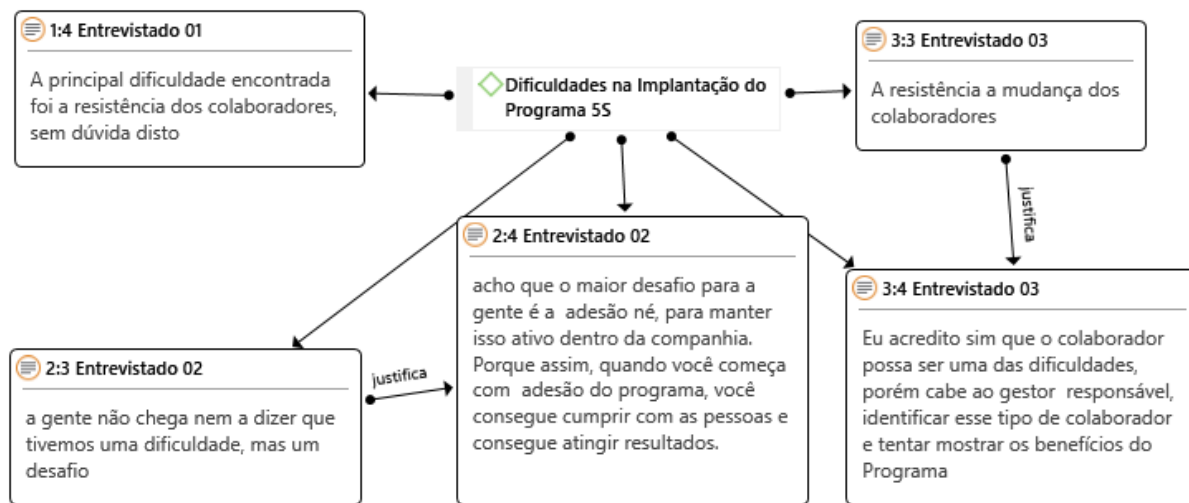 1:4 Entrevistado 01
A principal dificuldade encontrada
foi a resistência dos colaboradores,
sem dúvida disto
Dificuldades na Implantação do
Programa 5S
3:3 Entrevistado 03
A resistência a mudança dos
colaboradores
justifica
2:4 Entrevistado 02
acho que o maior desafio para a
gente é a  adesão né, para manter
isso ativo dentro da companhia.
Porque assim, quando você começa
com  adesão do programa, você
consegue cumprir com as pessoas e
consegue atingir resultados.
3:4 Entrevistado 03
Eu acredito sim que o colaborador
possa ser uma das dificuldades,
porém cabe ao gestor  responsável,
identificar esse tipo de colaborador
e tentar mostrar os benefícios do
Programa
2:3 Entrevistado 02
a gente não chega nem a dizer que
tivemos uma dificuldade, mas um
desafio
justifica